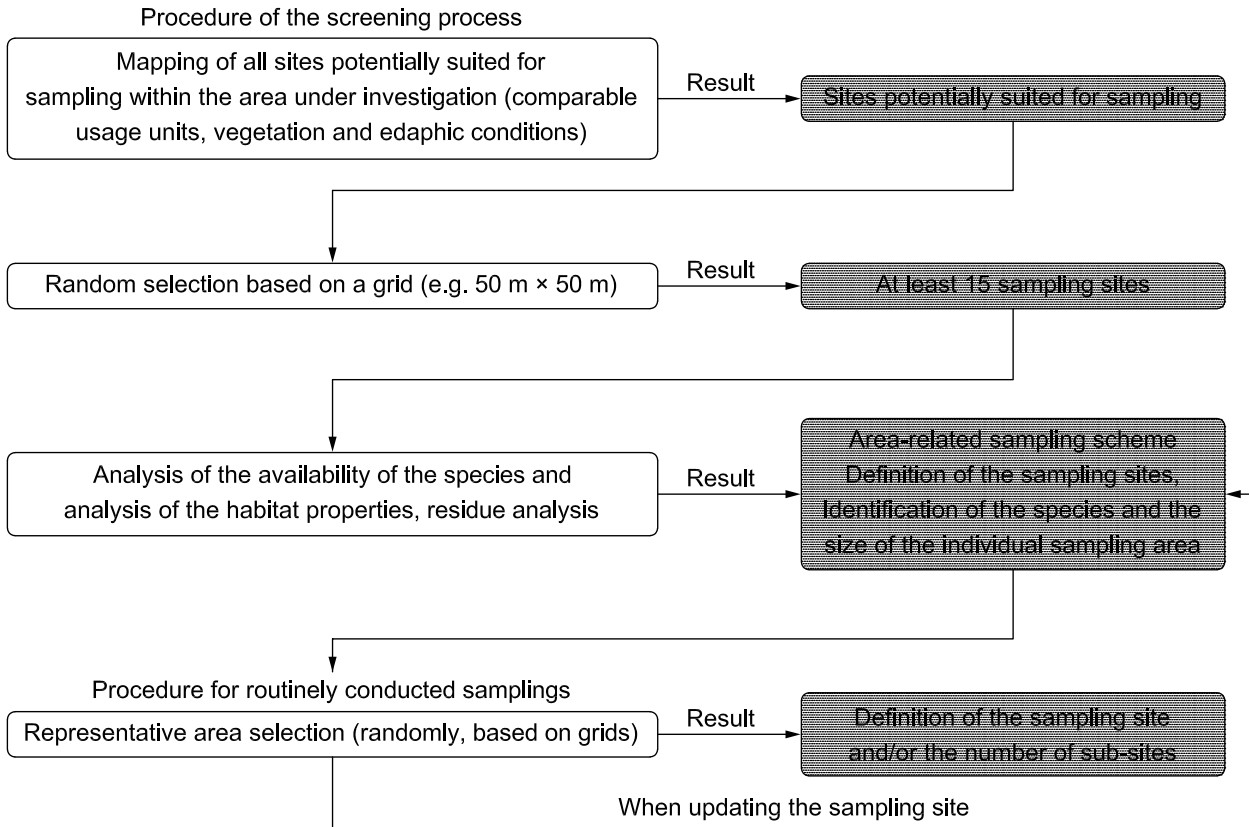 Procedure of the screening process
Mapping of all sites potentially suited for
sampling within the area under investigation (comparable
usage units, vegetation and edaphic conditions)
Result
Sites potentially suited for sampling
Random selection based on a grid (e.g. 50 m × 50 m)
Result
At least 15 sampling sites
Analysis of the availability of the species and
analysis of the habitat properties, residue analysis
Result
Area-related sampling scheme
Definition of the sampling sites,
Identification of the species and the
size of the individual sampling area
Procedure for routinely conducted samplings
Representative area selection (randomly, based on grids)
Result
Definition of the sampling site
and/or the number of sub-sites
When updating the sampling site